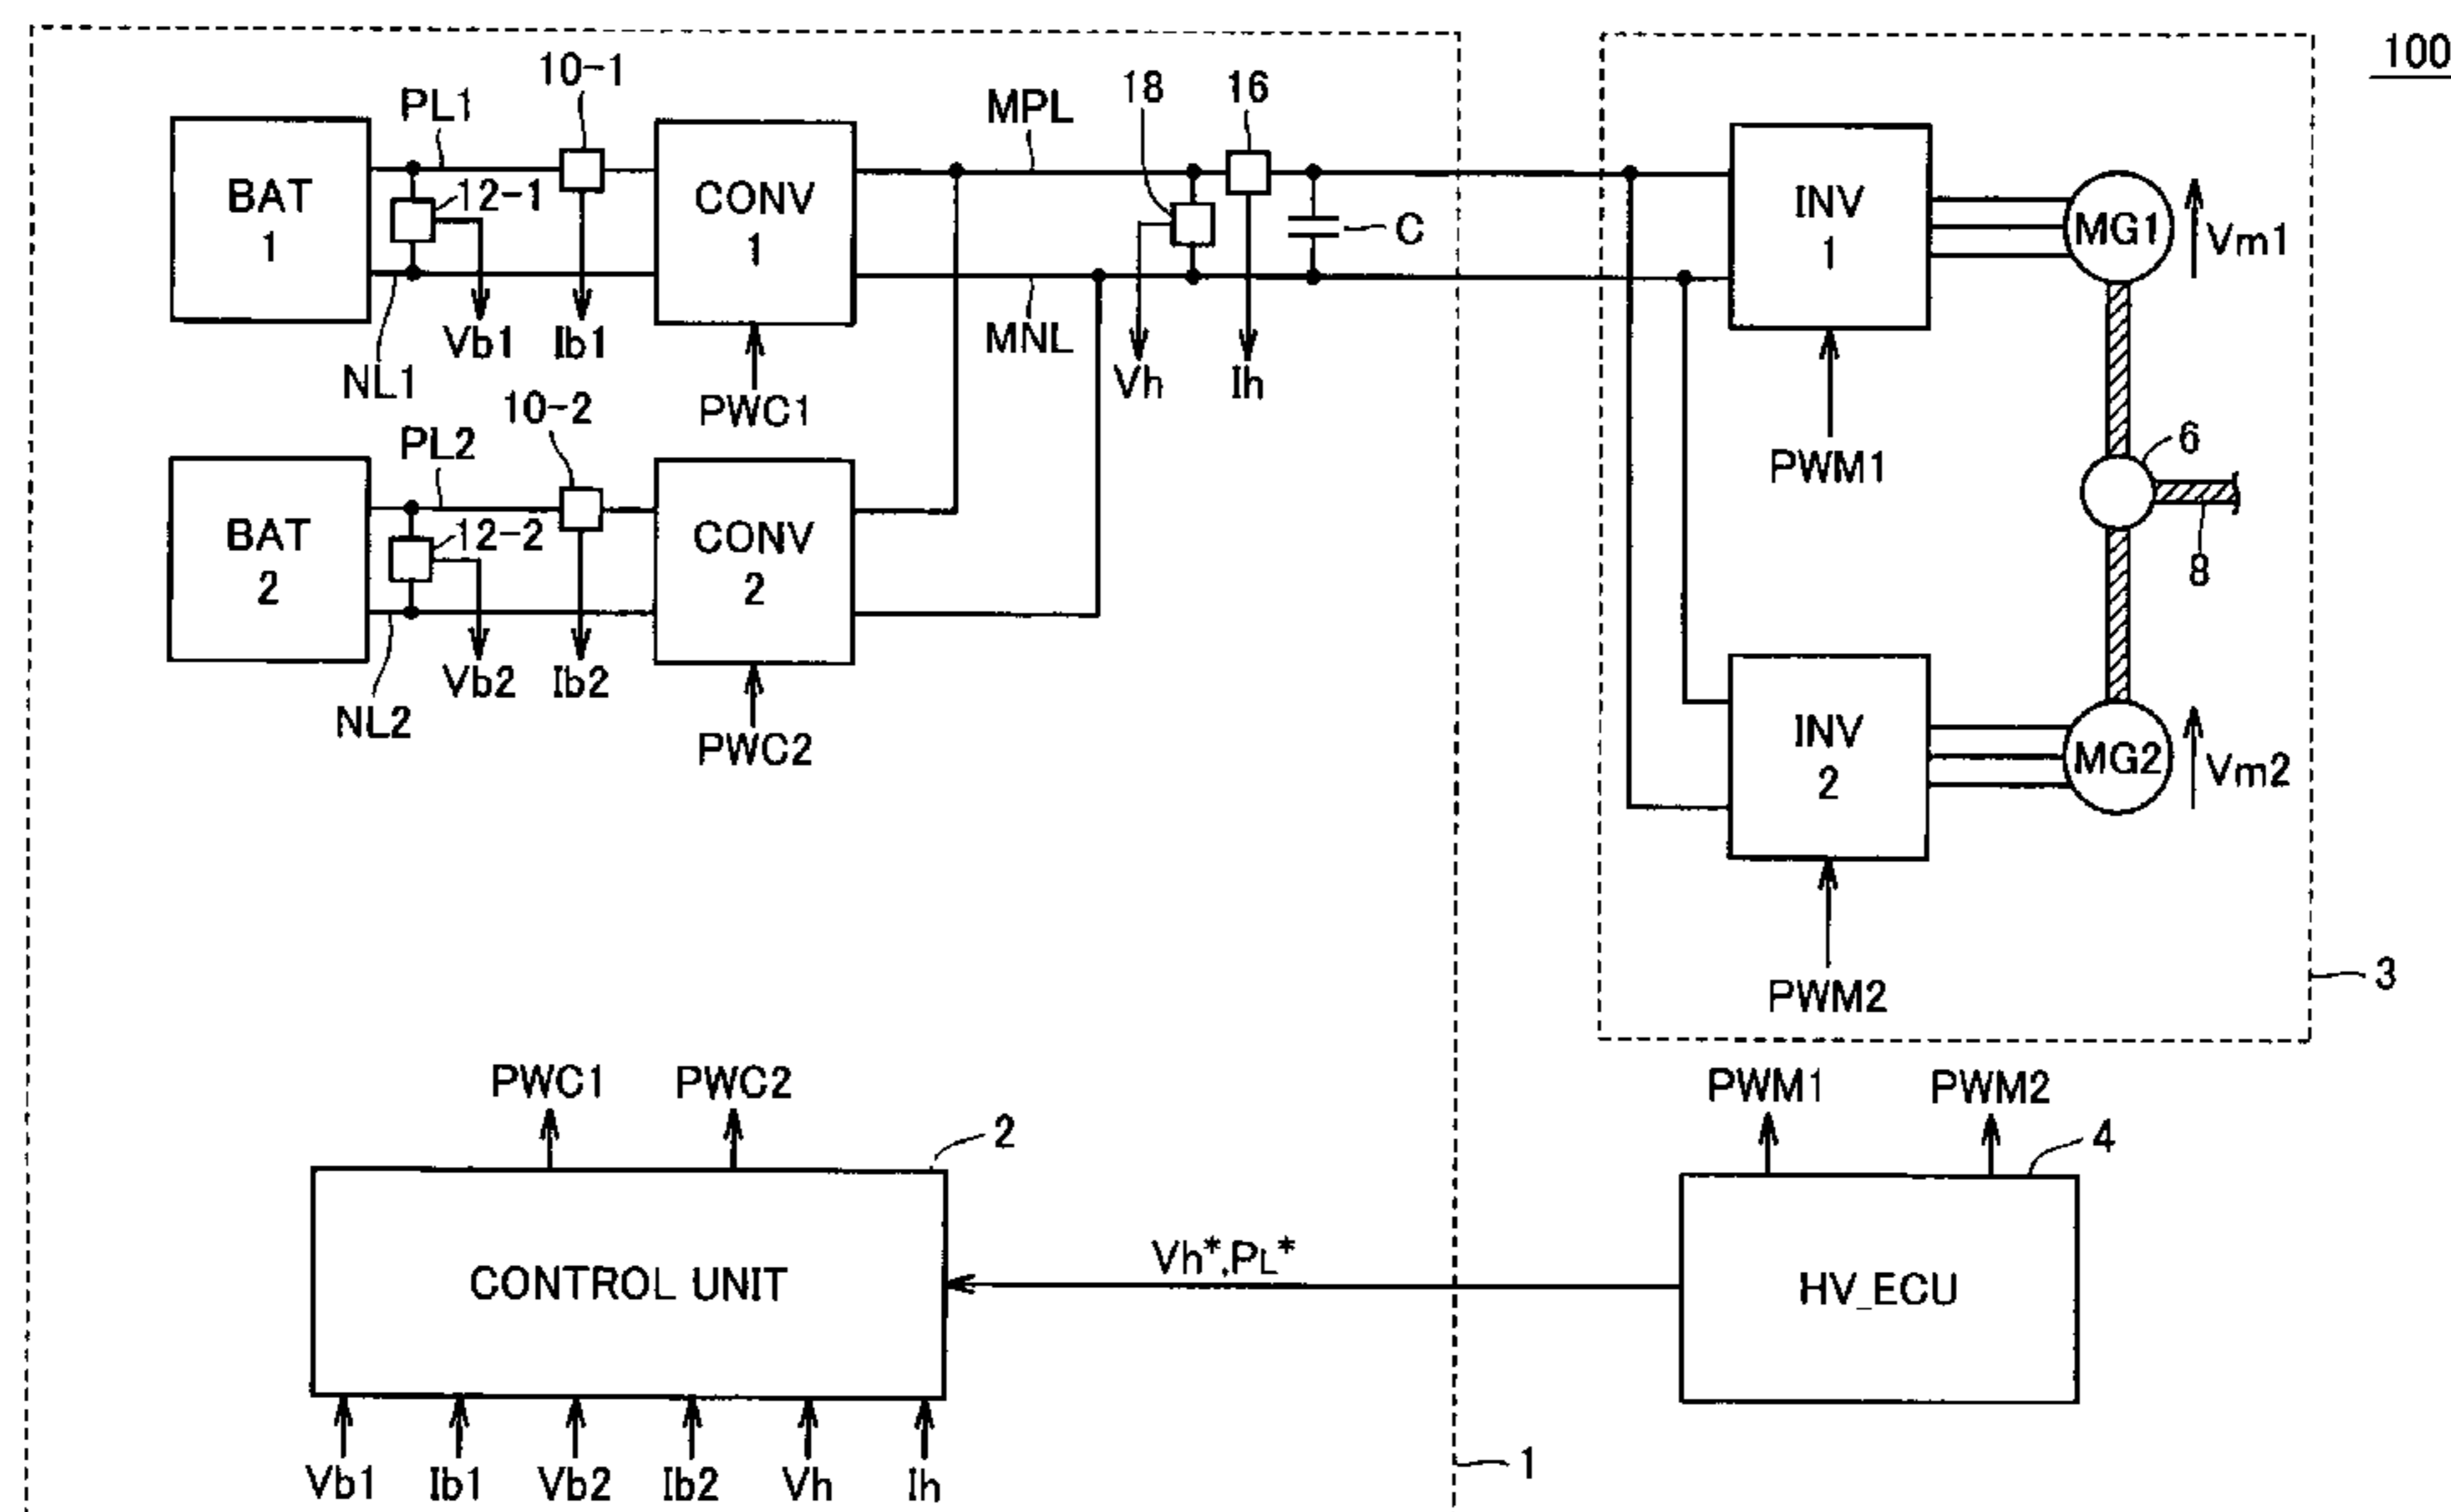 100
10-1
PL1
MPL
18
16
BAT
1
12-1
CONV
1
C
INV
1
MG1
Vm1
Vb1
Ib1
MNL
Vh
Ih
NL1
PWC1
10-2
PL2
PWM1
6
BAT
2
12-2
CONV
2
8
Vb2
Ib2
NL2
PWC2
INV
2
MG2
Vm2
PWM2
3
PWC1
PWC2
PWM1
PWM2
2
4
CONTROL UNIT
Vh*,PL*
HV_ECU
Vb1
Ib1
Vb2
Ib2
Vh
Ih
1